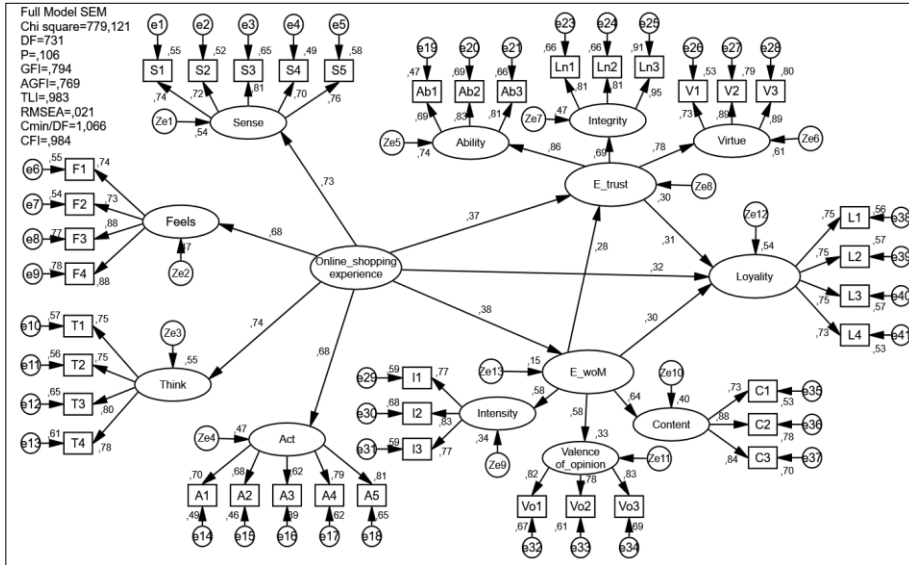 Full Model SEM
Chi square=779,121
DF=731
P=,106
GFI=,794
AGFI=,769
TLI=,983
RMSEA=,021
Cmin/DF=1,066
CFI=,984
e1 e2 e3 e4 e5
,55 ,52 ,65 ,49 ,58
S1 S2 S3 S4 S5
,74 ,72 ,81 ,70 ,76
Ze1 ,54 Sense
e19 e20 e21
,47 ,69 ,66
Ab1 Ab2 Ab3
,69 ,83 ,81
Ze5 ,74 Ability
e23 e24 e25
,66 ,66 ,91
Ln1 Ln2 Ln3
,81 ,81 ,95
Ze7 ,47 Integrity
e26 e27 e28
,53 ,79 ,80
V1 V2 V3
,73 ,89 ,89
Virtue Ze6 ,61
,86 ,69 ,78
E_trust Ze8
,30
e6 ,55 F1 ,74
e7 ,54 F2 ,73
e8 ,77 F3 ,88
e9 ,78 F4 ,88
Feels
Ze2
,73
,68
Online_shopping
experience
,37
,28
,31
,32
,38
,30
,74
,68
Ze12 ,54
Loyality
,75 L1 ,56 e38
,75 L2 ,57 e39
,75 L3 ,57 e40
,73 L4 ,53 e41
e10 ,57 T1 ,75
e11 ,56 T2 ,75
e12 ,65 T3 ,80
e13 ,61 T4 ,78
Ze3 ,55
Think
Ze13 ,15 E_woM
,58 ,58 ,64
e29 ,59 I1 ,77
e30 ,68 I2 ,83
e31 ,59 I3 ,77
Intensity
,34 Ze9
Ze10 ,40
Content
,73 C1 ,53 e35
,88 C2 ,78 e36
,84 C3 ,70 e37
Ze4 ,47
Act
,70 ,68 ,62 ,79 ,81
A1 A2 A3 A4 A5
,49 ,46 ,39 ,62 ,65
e14 e15 e16 e17 e18
,33
Valence
of_opinion
Ze11
,82 ,78 ,83
Vo1 Vo2 Vo3
,67 ,61 ,69
e32 e33 e34